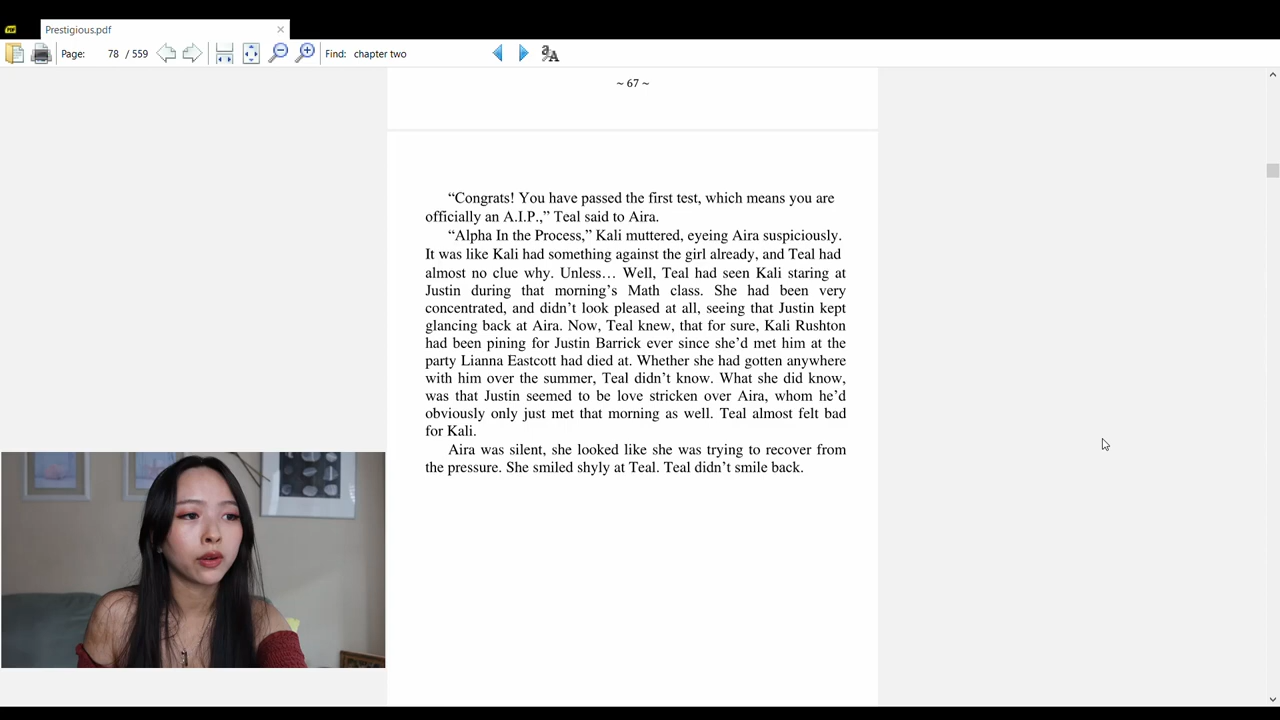 Prestigious.pdf
Page: 78 / 559 Find: chapter two
~ 67 ~
“Congrats! You have passed the first test, which means you are
officially an A.I.P.,” Teal said to Aira.
“Alpha In the Process,” Kali muttered, eyeing Aira suspiciously.
It was like Kali had something against the girl already, and Teal had
almost no clue why. Unless… Well, Teal had seen Kali staring at
Justin during that morning’s Math class. She had been very
concentrated, and didn’t look pleased at all, seeing that Justin kept
glancing back at Aira. Now, Teal knew, that for sure, Kali Rushton
had been pining for Justin Barrick ever since she’d met him at the
party Lianna Eastcott had died at. Whether she had gotten anywhere
with him over the summer, Teal didn’t know. What she did know,
was that Justin seemed to be love stricken over Aira, whom he’d
obviously only just met that morning as well. Teal almost felt bad
for Kali.
Aira was silent, she looked like she was trying to recover from
the pressure. She smiled shyly at Teal. Teal didn’t smile back.